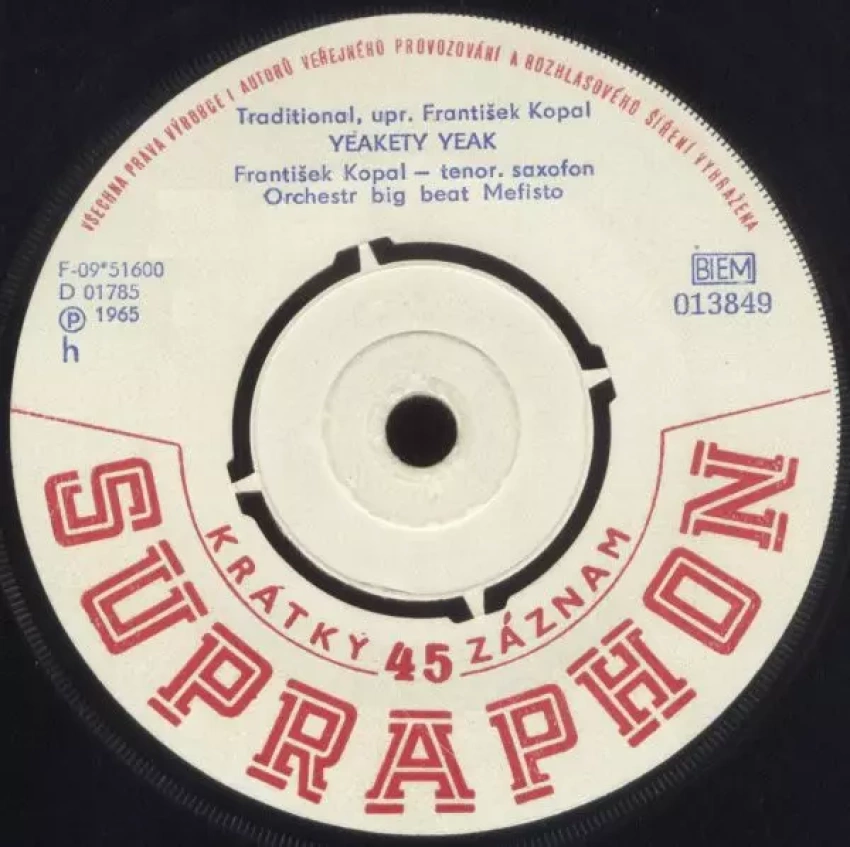 VŠECHNA PRÁVA VÝROBCE I AUTORŮ VEŘEJNÉHO PROVOZOVÁNÍ A ROZHLASOVÉHO ŠÍŘENÍ VYHRAŽENA
Traditional, upr. František Kopal
YEAKETY YEAK
František Kopal – tenor. saxofon
Orchestr big beat Mefisto
F-09*51600
D 01785
Ⓟ 1965
h
BIEM
013849
KRÁTKÝ 45 ZÁZNAM
SUPRAPHON